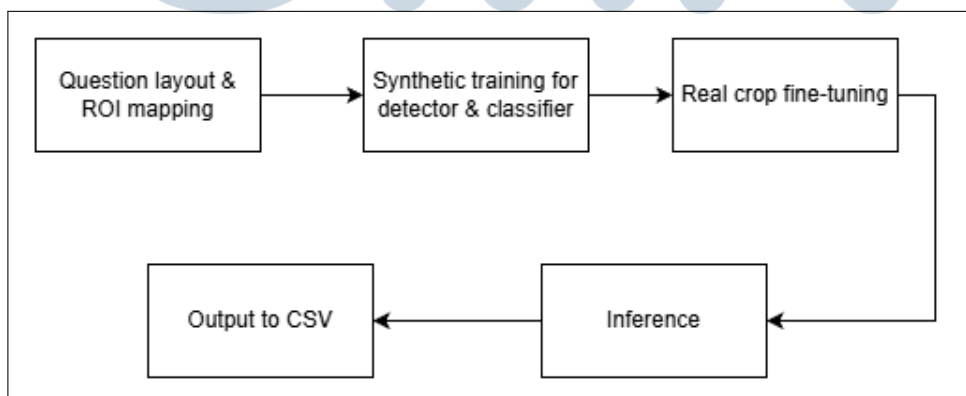 Question layout &
ROI mapping
Synthetic training for
detector & classifier
Real crop fine-tuning
Inference
Output to CSV